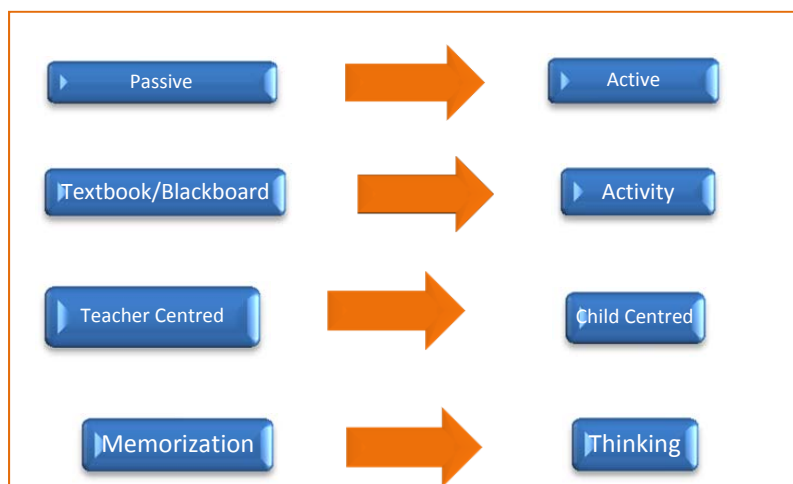 Passive
Active
Textbook/Blackboard
Activity
Teacher Centred
Child Centred
Memorization
Thinking